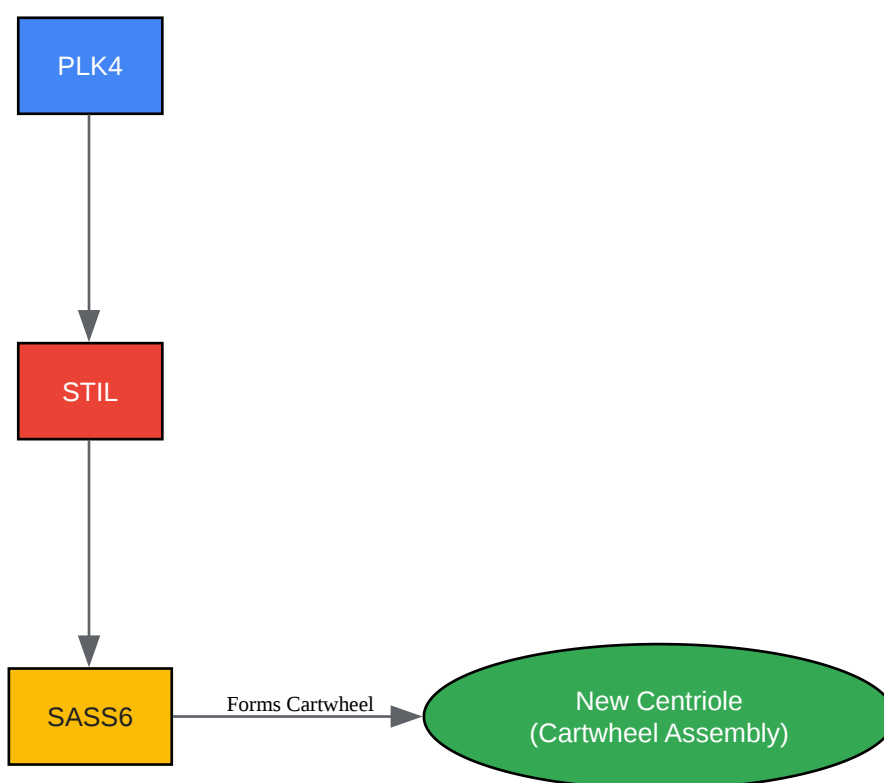 PLK4
STIL
SASS6
Forms Cartwheel
New Centriole
(Cartwheel Assembly)